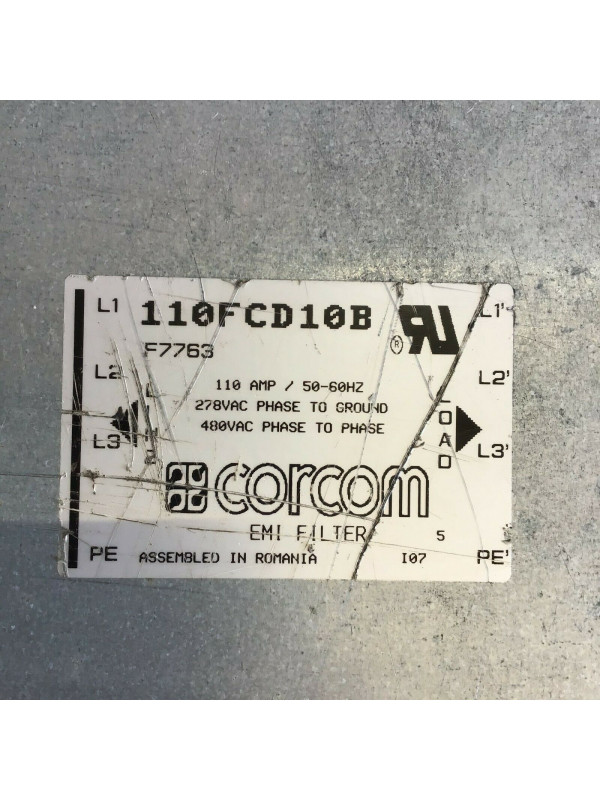 L1 110FCD10B L1'
F7763 ®
L2 110 AMP / 50-60HZ L2'
278VAC PHASE TO GROUND
480VAC PHASE TO PHASE
L3 LOAD L3'
corcom
EMI FILTER 5
PE ASSEMBLED IN ROMANIA I07 PE'